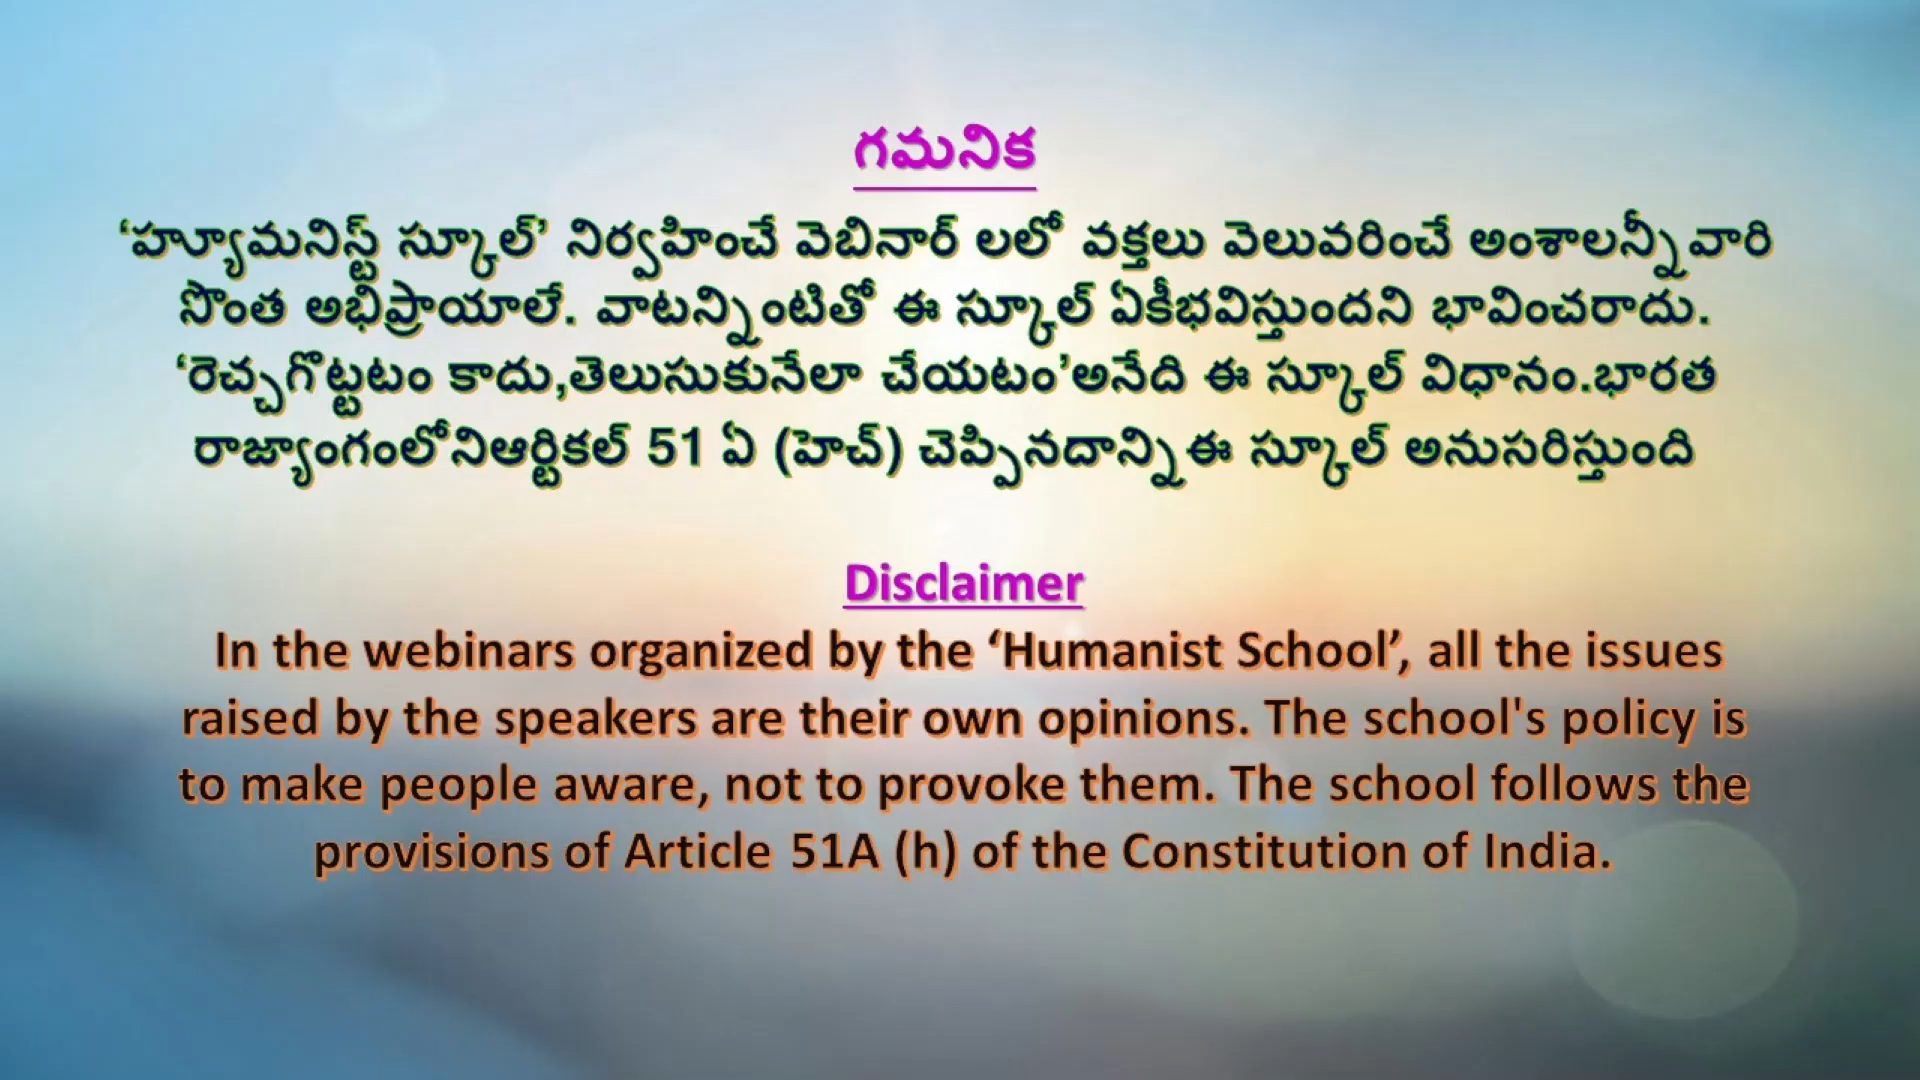 గమనిక
‘హ్యూమనిస్ట్ స్కూల్’ నిర్వహించే వెబినార్ లలో వక్తలు వెలువరించే అంశాలన్నీ వారి
సొంత అభిప్రాయాలే. వాటన్నింటితో ఈ స్కూల్ ఏకీభవిస్తుందని భావించరాదు.
‘రెచ్చగొట్టటం కాదు,తెలుసుకునేలా చేయటం’అనేది ఈ స్కూల్ విధానం.భారత
రాజ్యాంగంలోనిఆర్టికల్ 51 ఏ (హెచ్) చెప్పినదాన్ని ఈ స్కూల్ అనుసరిస్తుంది
Disclaimer
In the webinars organized by the ‘Humanist School’, all the issues
raised by the speakers are their own opinions. The school's policy is
to make people aware, not to provoke them. The school follows the
provisions of Article 51A (h) of the Constitution of India.